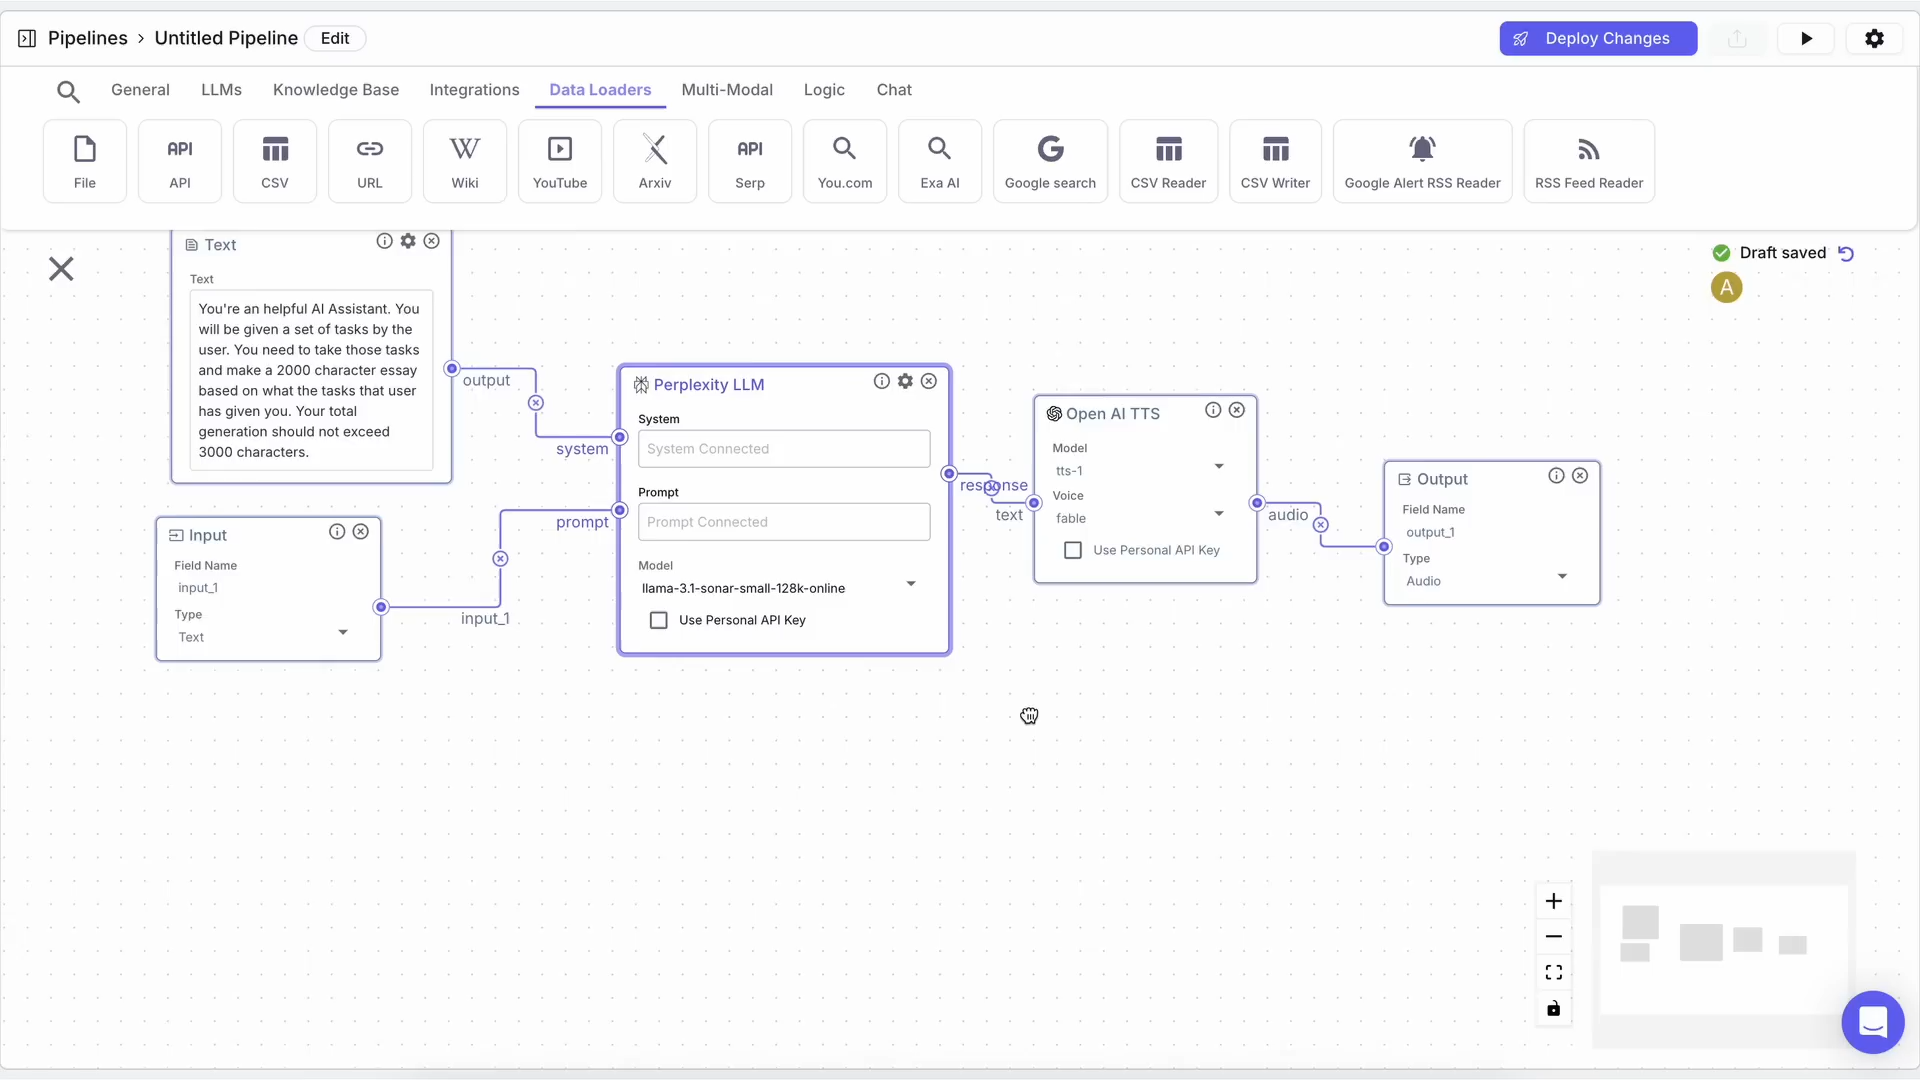 Pipelines › Untitled Pipeline Edit
Deploy Changes
General LLMs Knowledge Base Integrations Data Loaders Multi-Modal Logic Chat
API API G
File API CSV URL Wiki YouTube Arxiv Serp You.com Exa AI Google search CSV Reader CSV Writer Google Alert RSS Reader RSS Feed Reader
Draft saved
A
Text
Text
You're an helpful AI Assistant. You
will be given a set of tasks by the
user. You need to take those tasks
and make a 2000 character essay
based on what the tasks that user
has given you. Your total
generation should not exceed
3000 characters.
output
Input
Field Name
input_1
Type
Text
input_1
system
prompt
Perplexity LLM
System
System Connected
Prompt
Prompt Connected
Model
llama-3.1-sonar-small-128k-online
Use Personal API Key
response
text
Open AI TTS
Model
tts-1
Voice
fable
Use Personal API Key
audio
Output
Field Name
output_1
Type
Audio